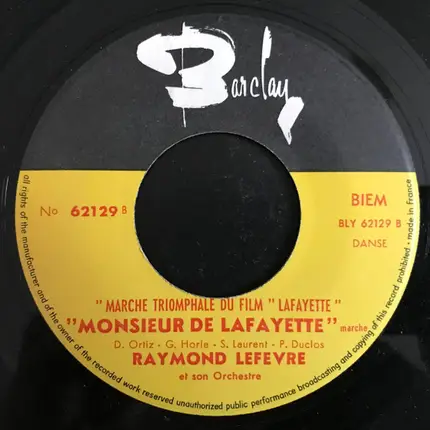 Barclay
No 62129 B
BIEM
BLY 62129 B
DANSE
" MARCHE TRIOMPHALE DU FILM " LAFAYETTE "
"MONSIEUR DE LAFAYETTE" marche
D. Ortiz - G. Horle - S. Laurent - P. Duclos
RAYMOND LEFEVRE
et son Orchestre
all rights of the manufacturer and of the owner of the recorded work reserved unauthorized public performance broadcasting and copying of this record prohibited • made in France